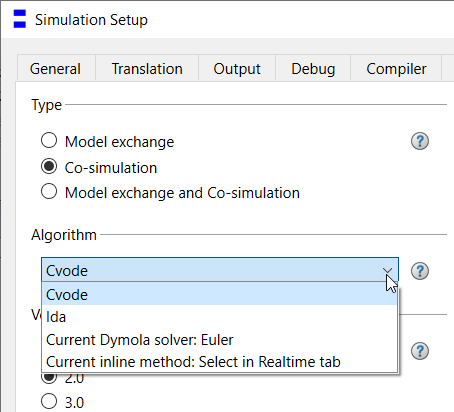 Simulation Setup
General Translation Output Debug Compiler
Type
Model exchange
?
Co-simulation
Model exchange and Co-simulation
Algorithm
Cvode
?
Cvode
Ida
Current Dymola solver: Euler
?
Current inline method: Select in Realtime tab
2.0
3.0